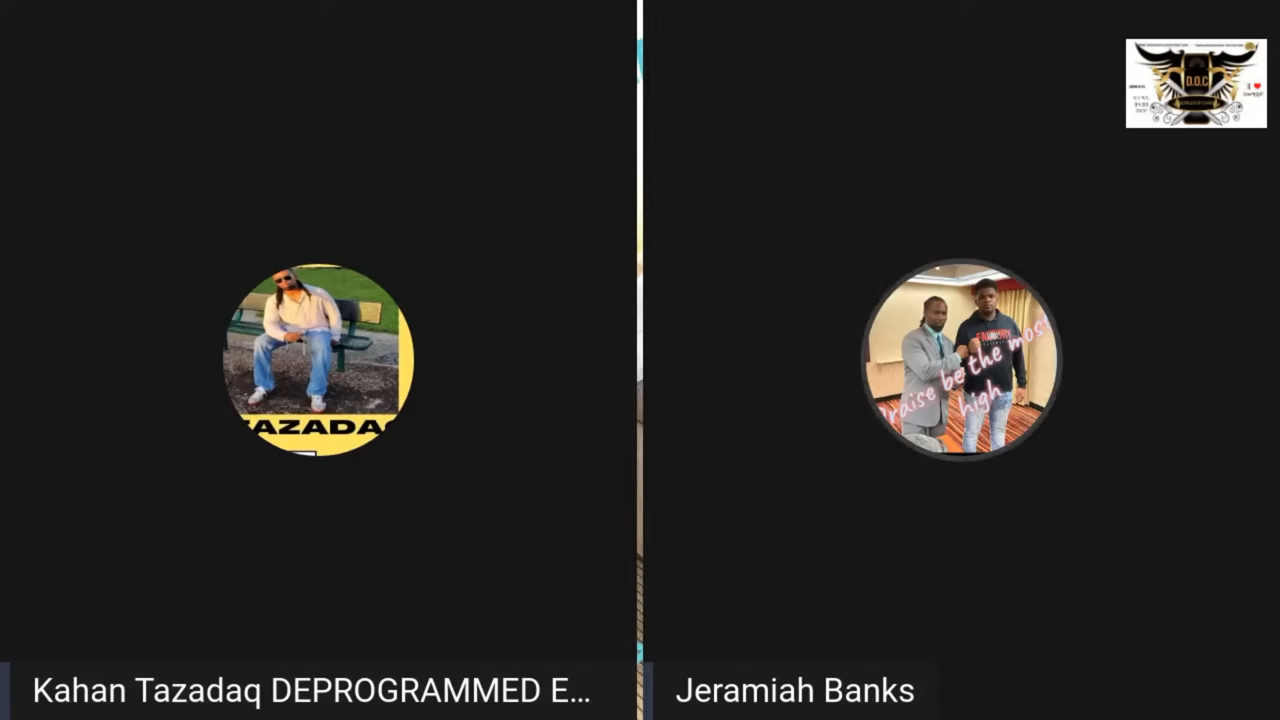 D.O.C
TAZADAQ
Praise be the most
high
Kahan Tazadaq DEPROGRAMMED E...
Jeramiah Banks